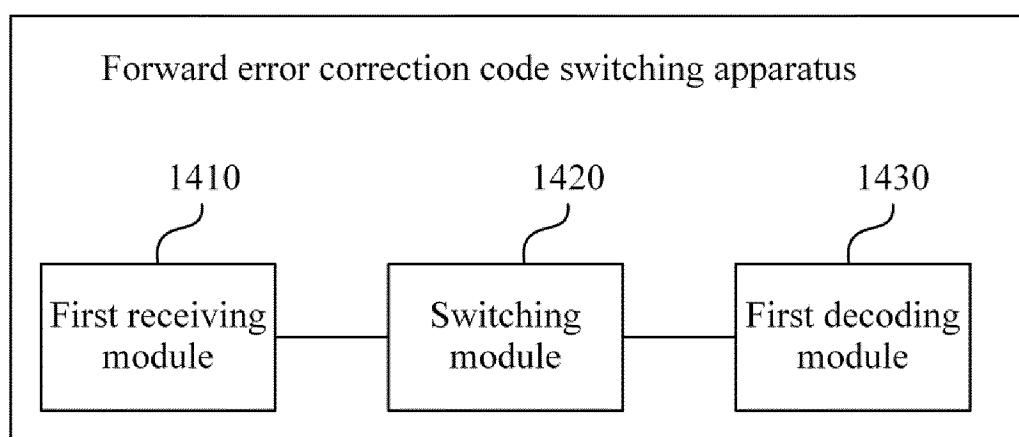 Forward error correction code switching apparatus
1410
1420
1430
First receiving
module
Switching
module
First decoding
module